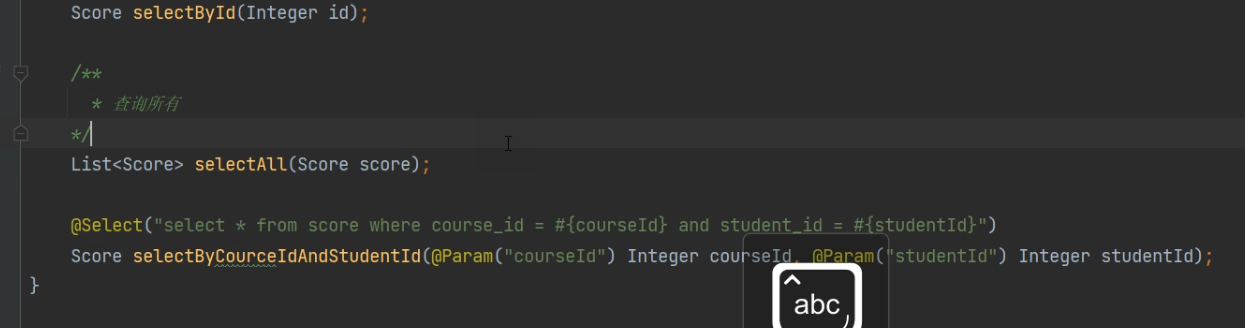 Score selectById(Integer id);
/**
* 查询所有
*/
List<Score> selectAll(Score score);
@Select("select * from score where course_id = #{courseId} and student_id = #{studentId}")
Score selectByCourceIdAndStudentId(@Param("courseId") Integer courseId, @Param("studentId") Integer studentId);
}
abc